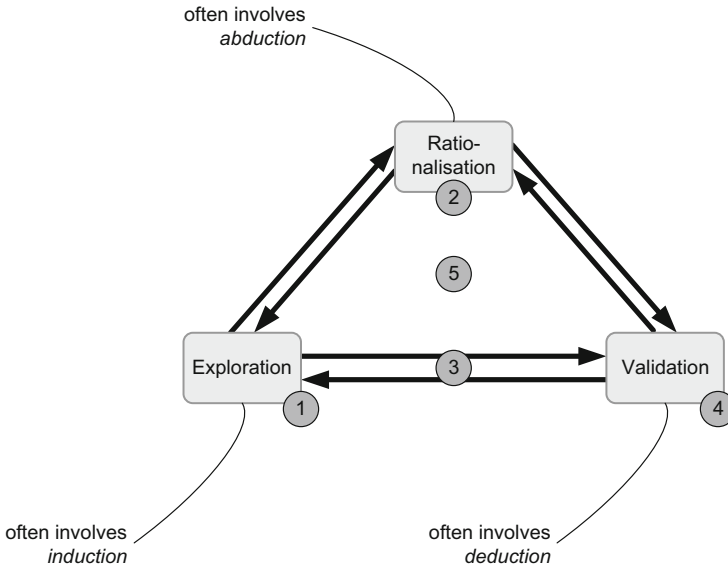 often involves
abduction
Ratio-
nalisation
2
5
Exploration
3
Validation
1
4
often involves
induction
often involves
deduction